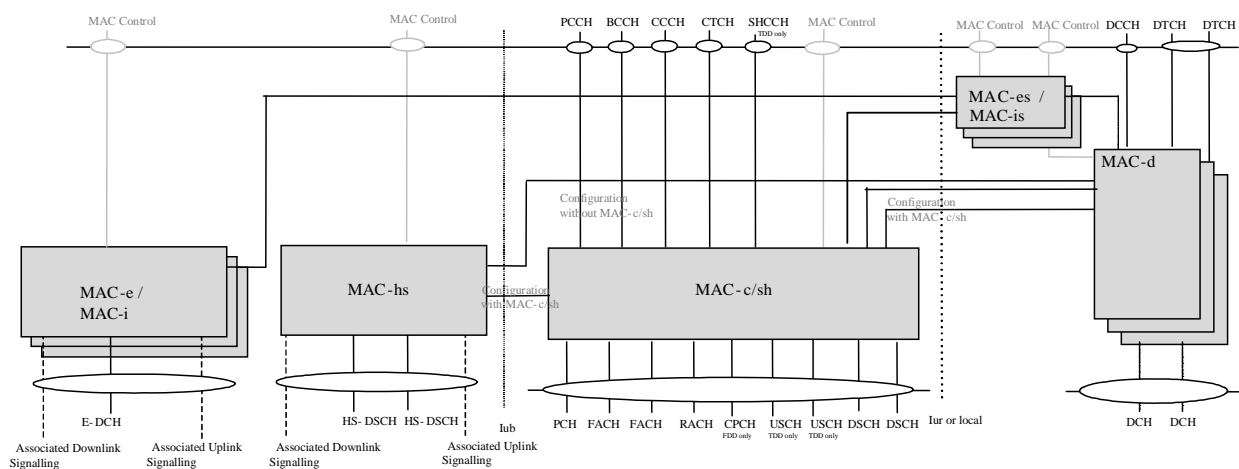 MAC Control
MAC Control
PCCH
BCCH
CCCH
CTCH
SHCCH
TDD only
MAC Control
MAC Control
MAC Control
DCCH
DTCH
DTCH
MAC-es /
MAC-is
MAC-d
Configuration
without MAC-c/sh
Configuration
with MAC-c/sh
MAC-e /
MAC-i
MAC-hs
Configuration
with MAC-c/sh
MAC-c/sh
E-DCH
HS-DSCH
HS-DSCH
Iub
PCH
FACH
FACH
RACH
CPCH
FDD only
USCH
TDD only
USCH
TDD only
DSCH
DSCH
Iur or local
DCH
DCH
Associated Downlink
Signalling
Associated Uplink
Signalling
Associated Downlink
Signalling
Associated Uplink
Signalling